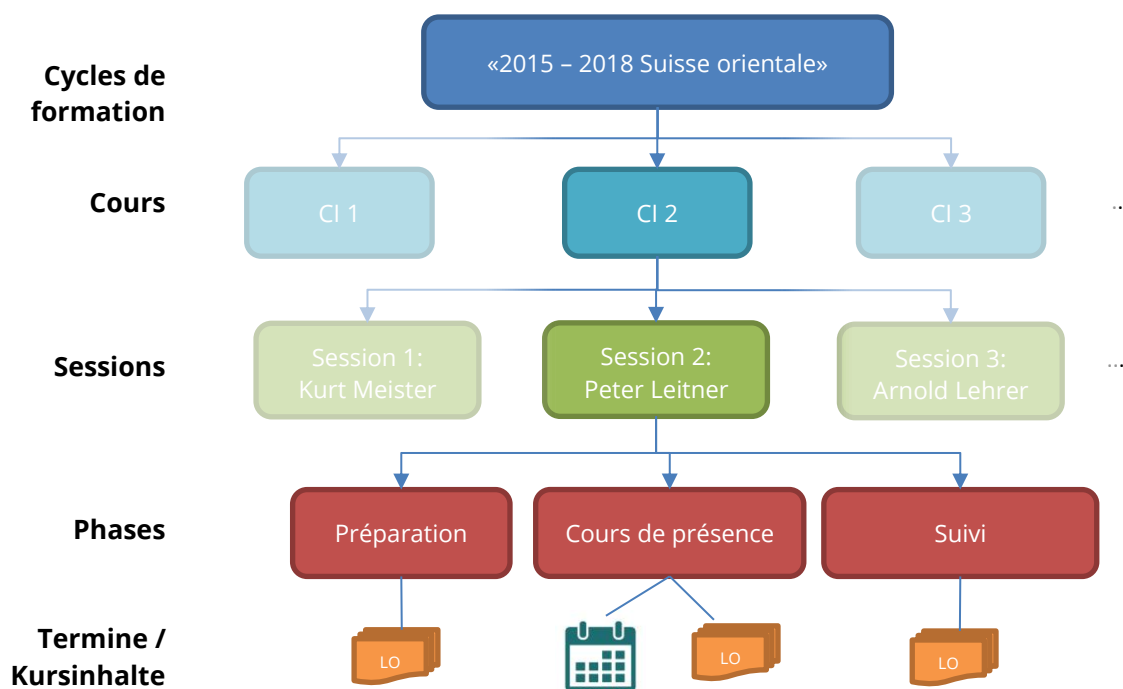 «2015 – 2018 Suisse orientale»
Cycles de
formation
Cours
CI 1
CI 2
CI 3
..
Sessions
Session 1:
Kurt Meister
Session 2:
Peter Leitner
Session 3:
Arnold Lehrer
...
Phases
Préparation
Cours de présence
Suivi
Termine /
Kursinhalte
LO
LO
LO